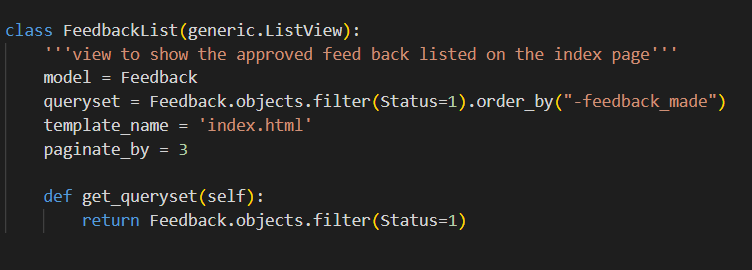 class FeedbackList(generic.ListView):
    '''view to show the approved feed back listed on the index page'''
    model = Feedback
    queryset = Feedback.objects.filter(Status=1).order_by("-feedback_made")
    template_name = 'index.html'
    paginate_by = 3

    def get_queryset(self):
        return Feedback.objects.filter(Status=1)